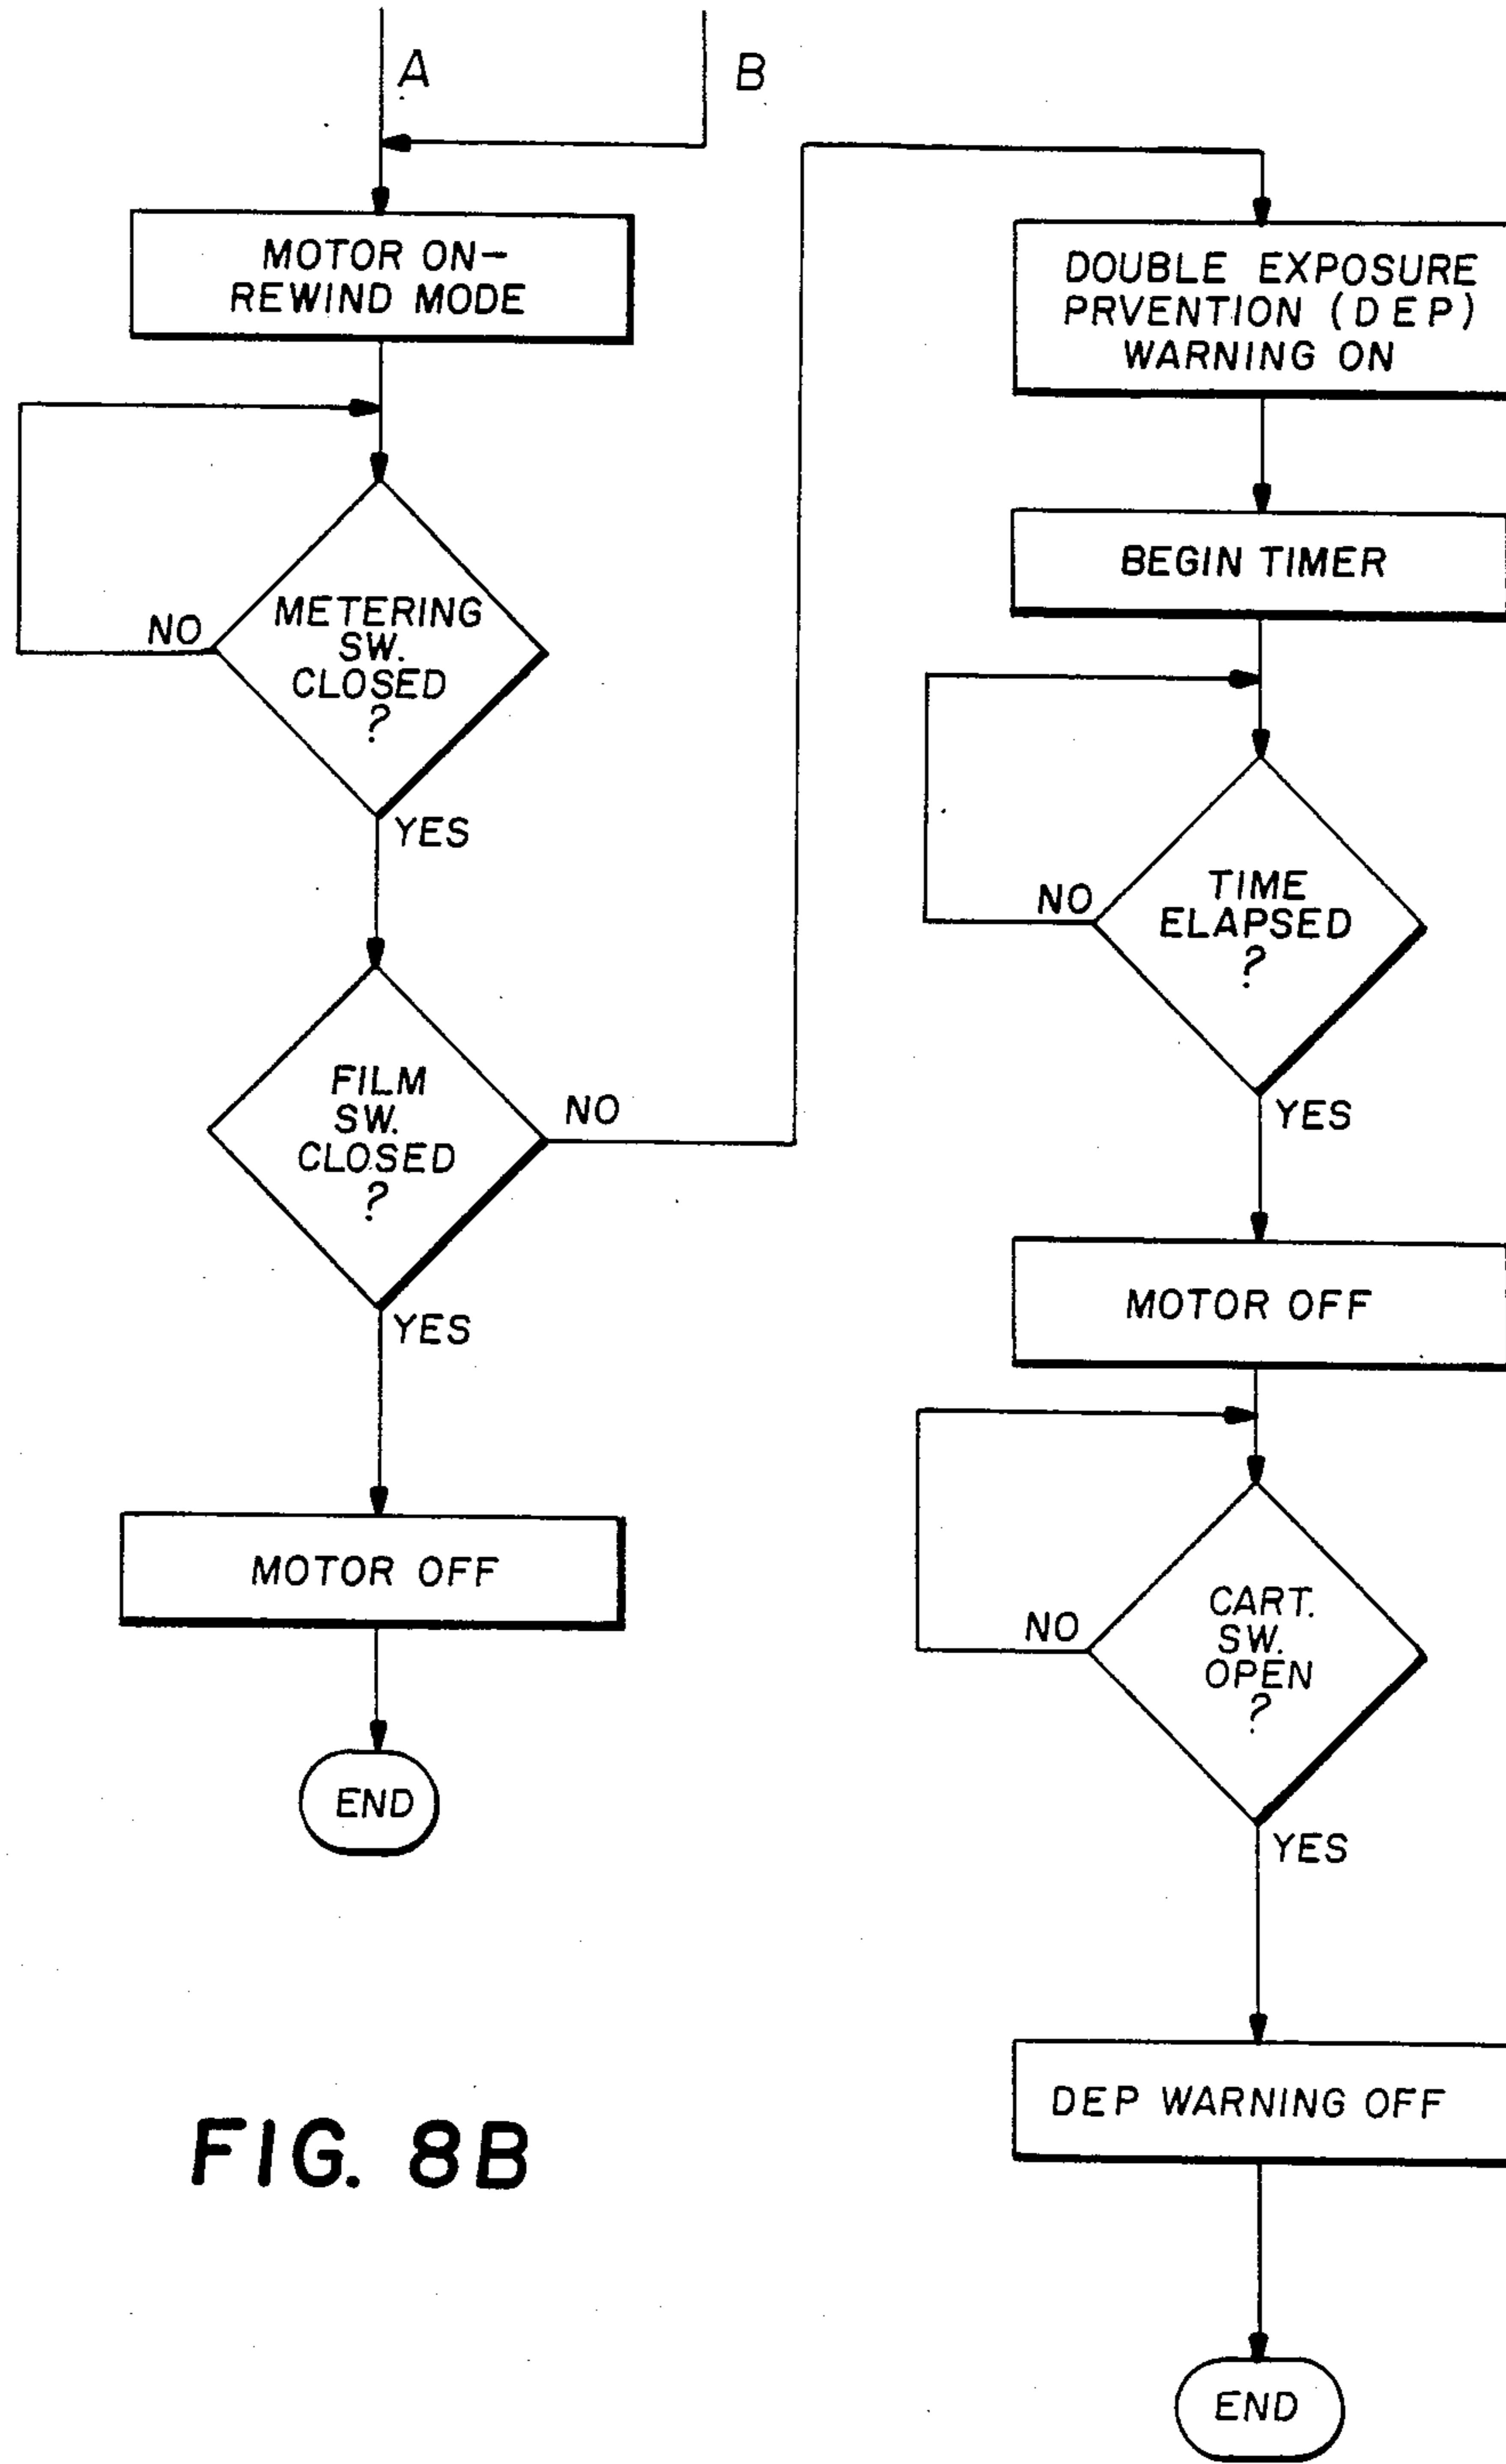 A
B
MOTOR ON-
REWIND MODE
METERING
SW.
CLOSED
?
NO
YES
FILM
SW.
CLOSED
?
NO
YES
MOTOR OFF
END
DOUBLE EXPOSURE
PRVENTION (DEP)
WARNING ON
BEGIN TIMER
TIME
ELAPSED
?
NO
YES
MOTOR OFF
CART.
SW.
OPEN
?
NO
YES
DEP WARNING OFF
END
FIG. 8B